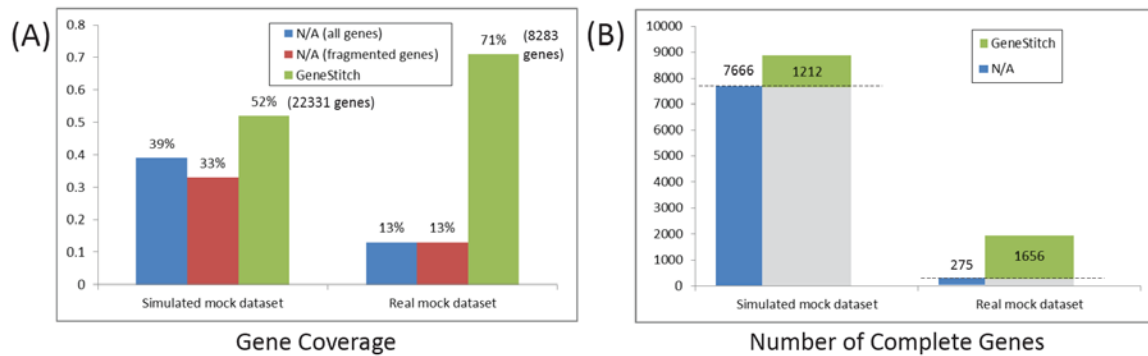 (A)
N/A (all genes)
N/A (fragmented genes)
GeneStitch
0.8
0.7
0.6
0.5
0.4
0.3
0.2
0.1
0
39%
33%
52%
(22331 genes)
13%
13%
71%
(8283
genes)
Simulated mock dataset
Real mock dataset
Gene Coverage
(B)
GeneStitch
N/A
10000
9000
8000
7000
6000
5000
4000
3000
2000
1000
0
7666
1212
275
1656
Simulated mock dataset
Real mock dataset
Number of Complete Genes